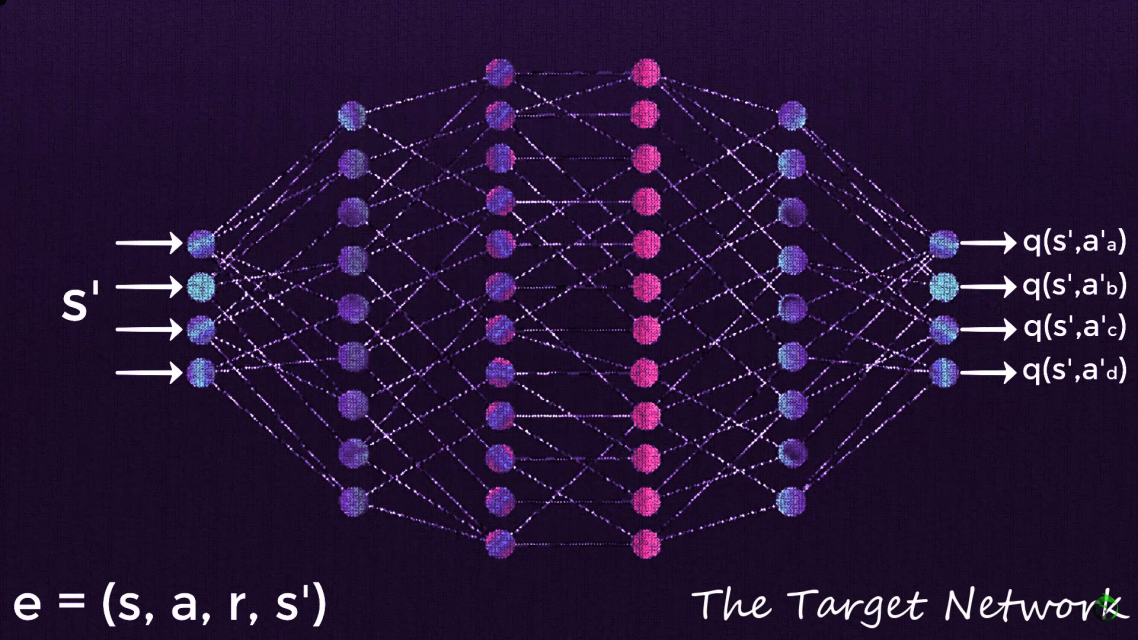 s'
q(s',a'a)
q(s',a'b)
q(s',a'c)
q(s',a'd)
e = (s, a, r, s')
The Target Network